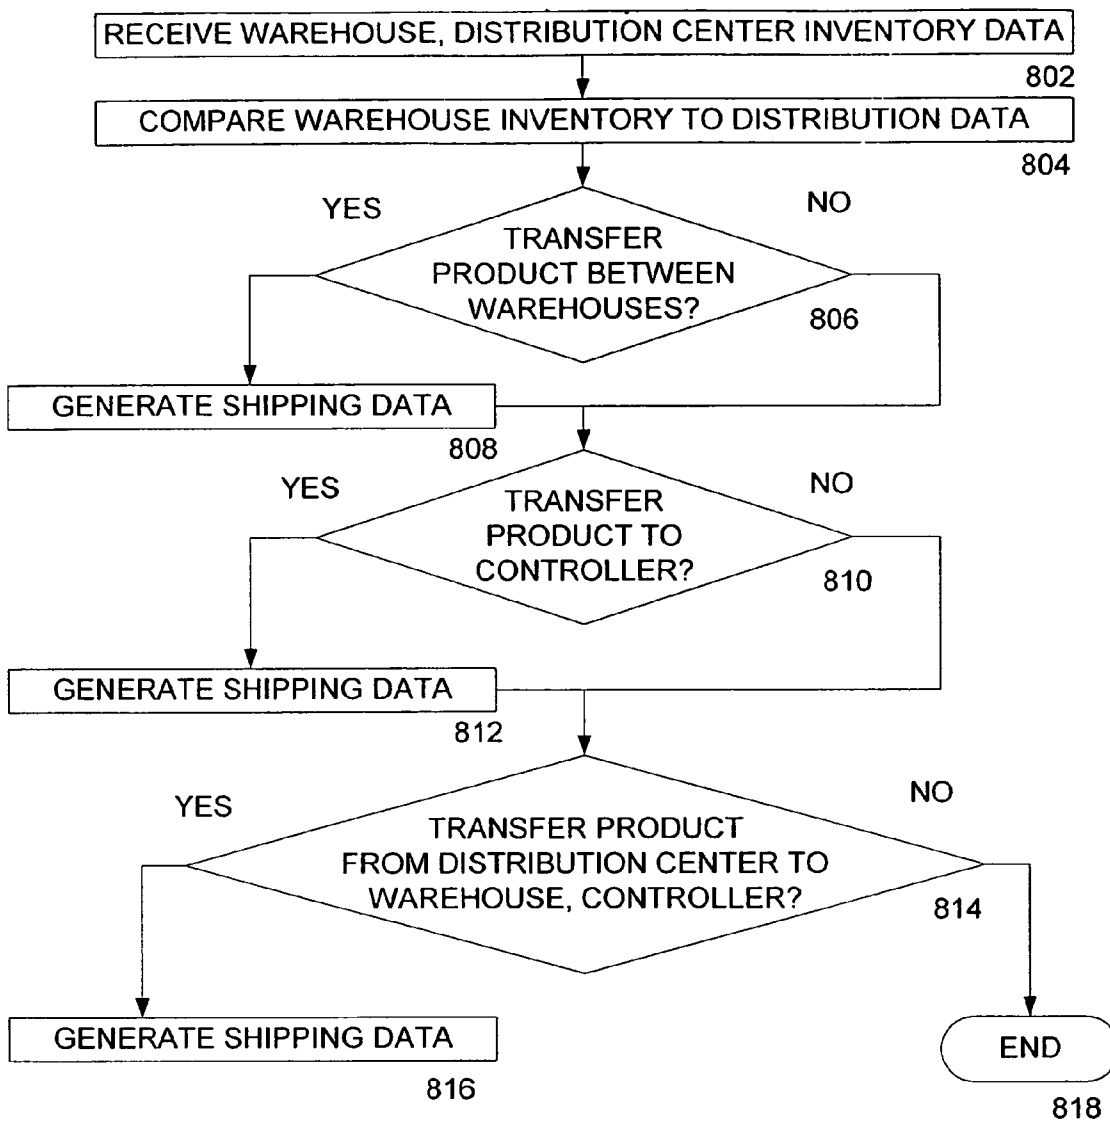 RECEIVE WAREHOUSE, DISTRIBUTION CENTER INVENTORY DATA
802
COMPARE WAREHOUSE INVENTORY TO DISTRIBUTION DATA
804
YES
NO
TRANSFER
PRODUCT BETWEEN
WAREHOUSES?
806
GENERATE SHIPPING DATA
808
YES
NO
TRANSFER
PRODUCT TO
CONTROLLER?
810
GENERATE SHIPPING DATA
812
YES
NO
TRANSFER PRODUCT
FROM DISTRIBUTION CENTER TO
WAREHOUSE, CONTROLLER?
814
GENERATE SHIPPING DATA
816
END
818